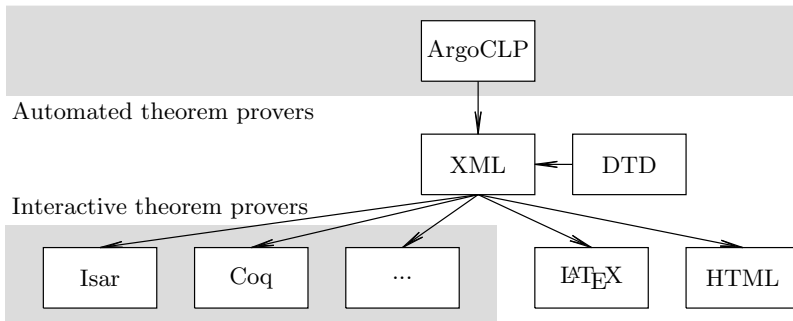 ArgoCLP
Automated theorem provers
XML
DTD
Interactive theorem provers
Isar
Coq
...
LATEX
HTML